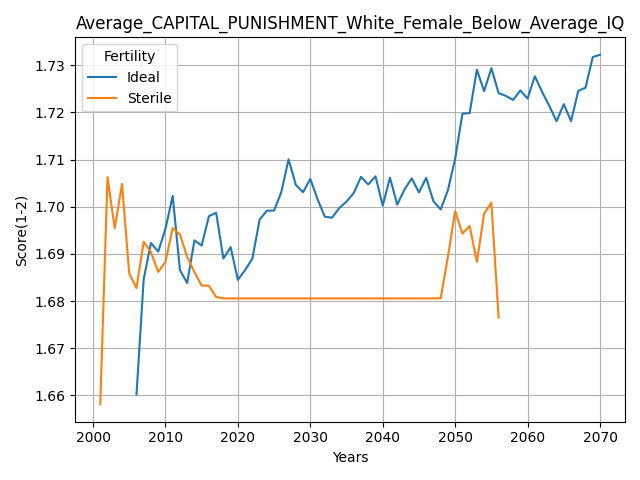 Average_CAPITAL_PUNISHMENT_White_Female_Below_Average_IQ
Fertility
Ideal
Sterile
Score(1-2)
1.73
1.72
1.71
1.70
1.69
1.68
1.67
1.66
2000 2010 2020 2030 2040 2050 2060 2070
Years